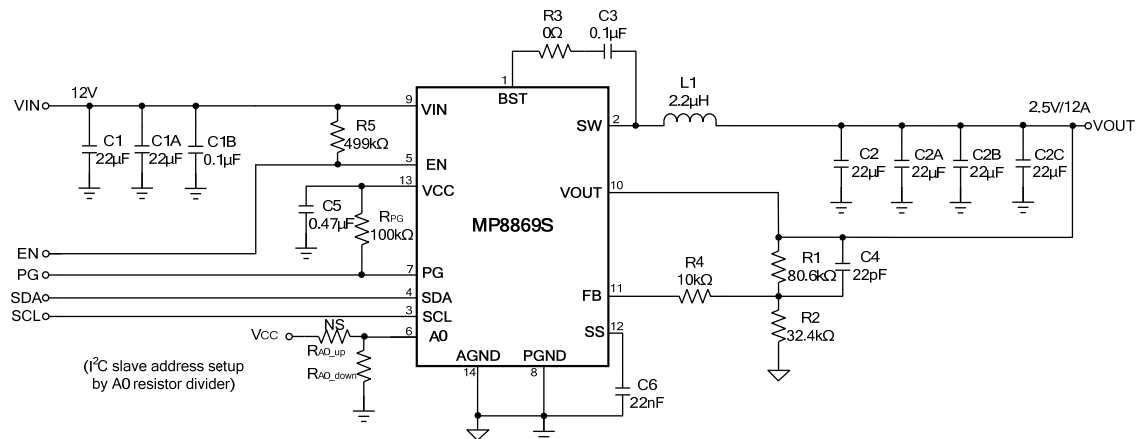 R3
0Ω
C3
0.1µF
1
BST
L1
2.2µH
12V
VIN
9
VIN
C1
22µF
C1A
22µF
C1B
0.1µF
R5
499kΩ
SW
2
2.5V/12A
VOUT
C2
22µF
C2A
22µF
C2B
22µF
C2C
22µF
5
EN
13
VCC
VOUT
10
C5
0.47µF
RPG
100kΩ
MP8869S
EN
PG
7
PG
R4
10kΩ
R1
80.6kΩ
C4
22pF
SDA
4
SDA
FB
11
SCL
3
SCL
R2
32.4kΩ
VCC
NS
6
A0
SS
12
RA0_up
RA0_down
(I²C slave address setup
by A0 resistor divider)
AGND
PGND
14
8
C6
22nF